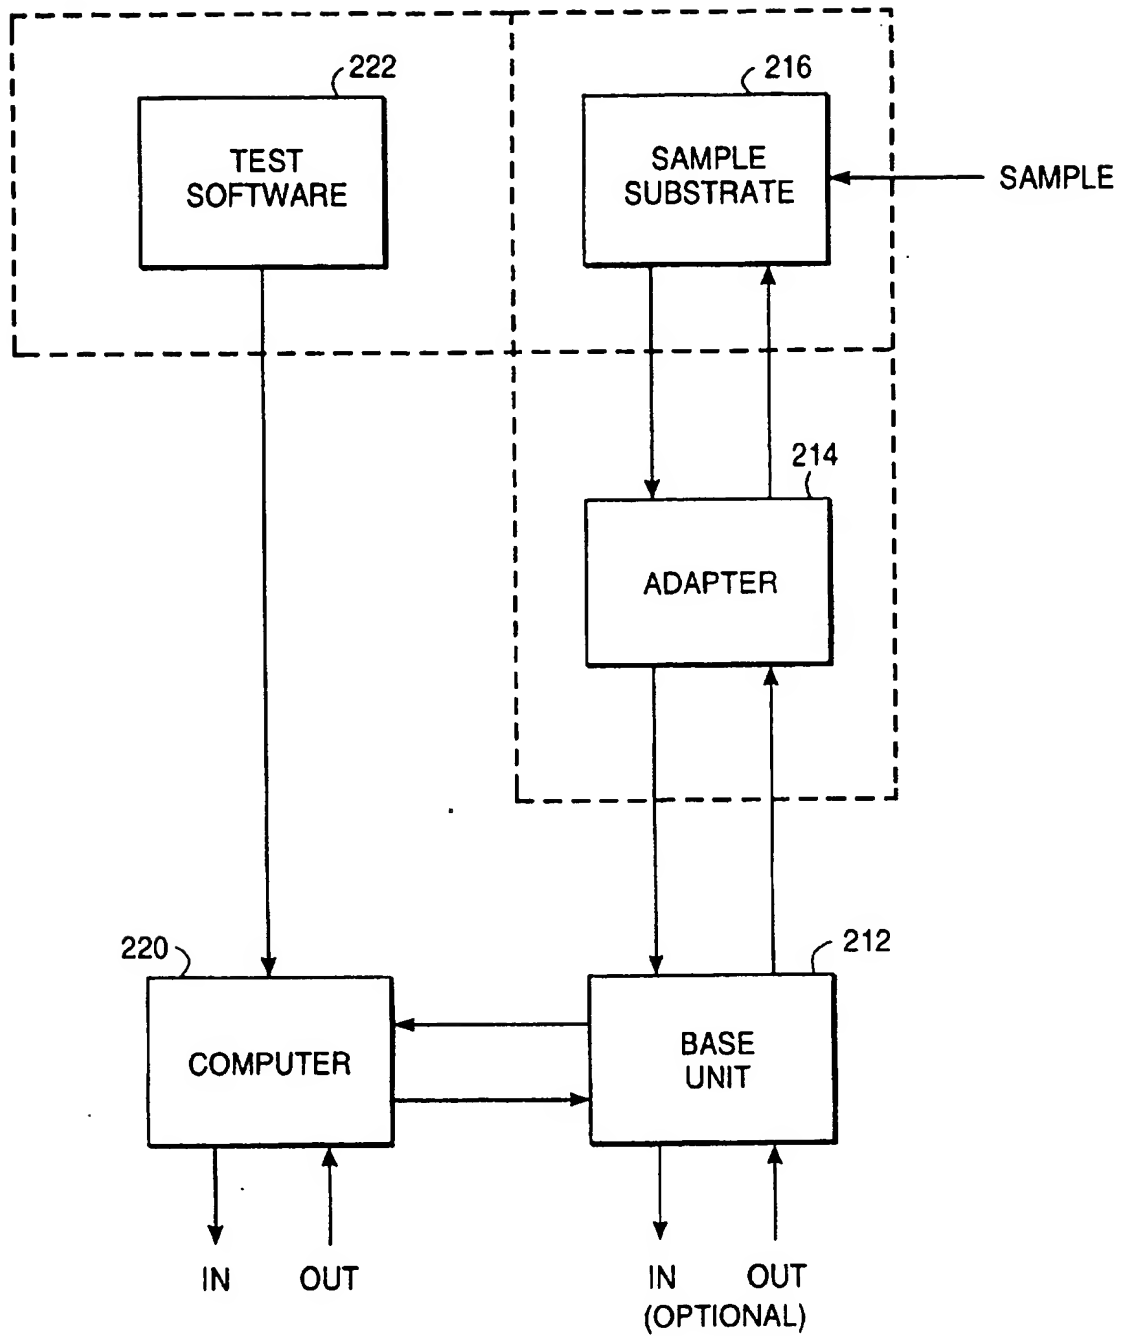 222
TEST
SOFTWARE
216
SAMPLE
SUBSTRATE
SAMPLE
214
ADAPTER
220
COMPUTER
212
BASE
UNIT
IN OUT
IN OUT
(OPTIONAL)